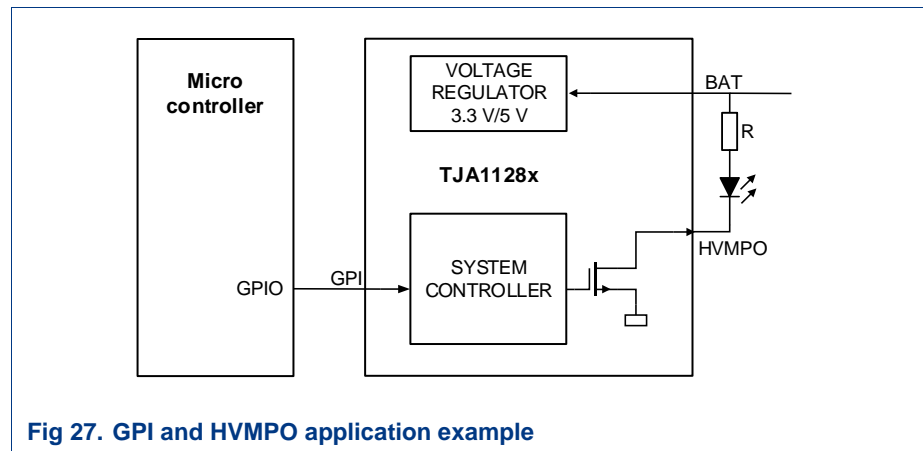 Micro
controller
VOLTAGE
REGULATOR
3.3 V/5 V
BAT
R
TJA1128x
HVMPO
GPIO
GPI
SYSTEM
CONTROLLER
Fig 27. GPI and HVMPO application example